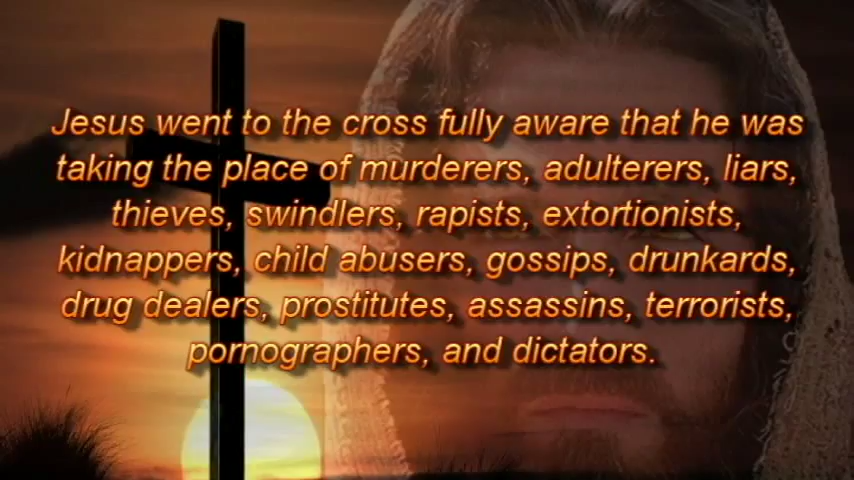 Jesus went to the cross fully aware that he was
taking the place of murderers, adulterers, liars,
thieves, swindlers, rapists, extortionists,
kidnappers, child abusers, gossips, drunkards,
drug dealers, prostitutes, assassins, terrorists,
pornographers, and dictators.